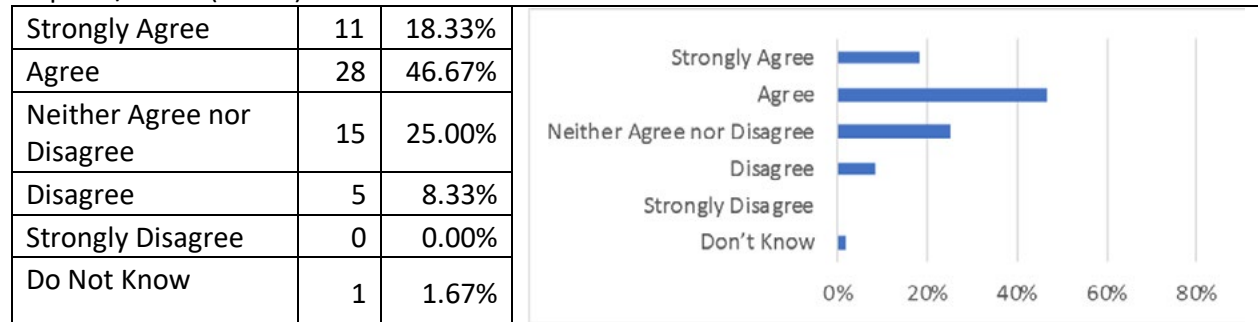 Strongly Agree 11 18.33%
Agree 28 46.67%
Neither Agree nor
Disagree 15 25.00%
Disagree 5 8.33%
Strongly Disagree 0 0.00%
Do Not Know 1 1.67%
Strongly Agree
Agree
Neither Agree nor Disagree
Disagree
Strongly Disagree
Don't Know
0% 20% 40% 60% 80%